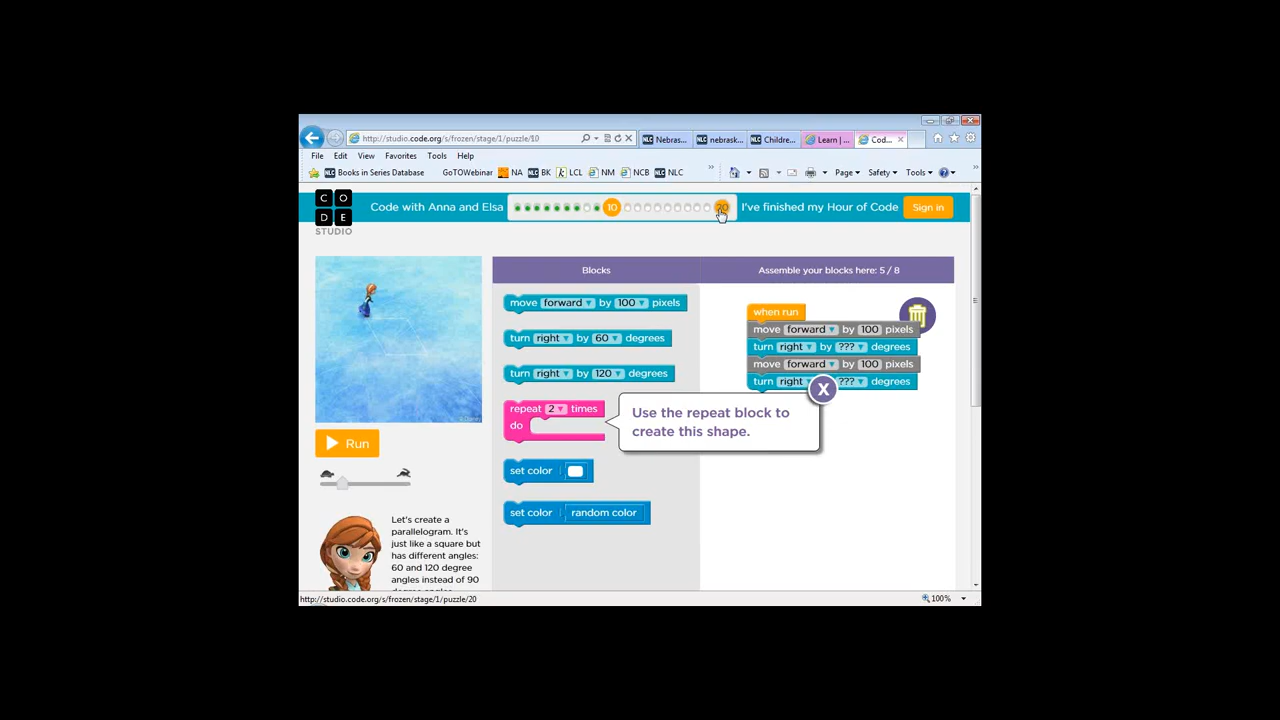 http://studio.code.org/s/frozen/stage/1/puzzle/10
Nebras...
nebrask...
Childre...
Learn | ...
Cod...
File Edit View Favorites Tools Help
Books in Series Database GoTOWebinar NA BK LCL NM NCB NLC Page Safety Tools
C O
D E
STUDIO
Code with Anna and Elsa
10
20
I've finished my Hour of Code
Sign in
Blocks
Assemble your blocks here: 5 / 8
move forward by 100 pixels
turn right by 60 degrees
turn right by 120 degrees
repeat 2 times
do
set color
set color random color
when run
move forward by 100 pixels
turn right by ??? degrees
move forward by 100 pixels
turn right ??? degrees
X
Use the repeat block to
create this shape.
Run
Let's create a
parallelogram. It's
just like a square but
has different angles:
60 and 120 degree
angles instead of 90
http://studio.code.org/s/frozen/stage/1/puzzle/20
100%